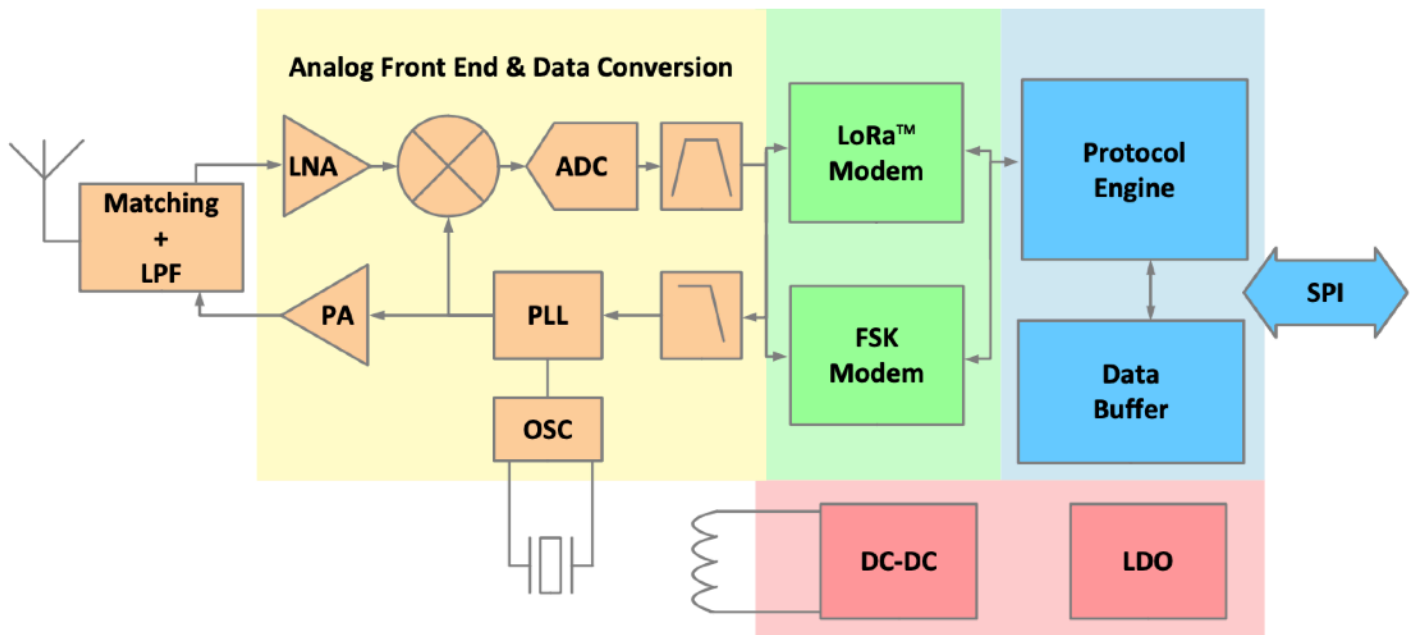 Analog Front End & Data Conversion
LNA
ADC
LoRa™
Modem
Protocol
Engine
Matching
+
LPF
PA
PLL
FSK
Modem
SPI
Data
Buffer
OSC
DC-DC
LDO